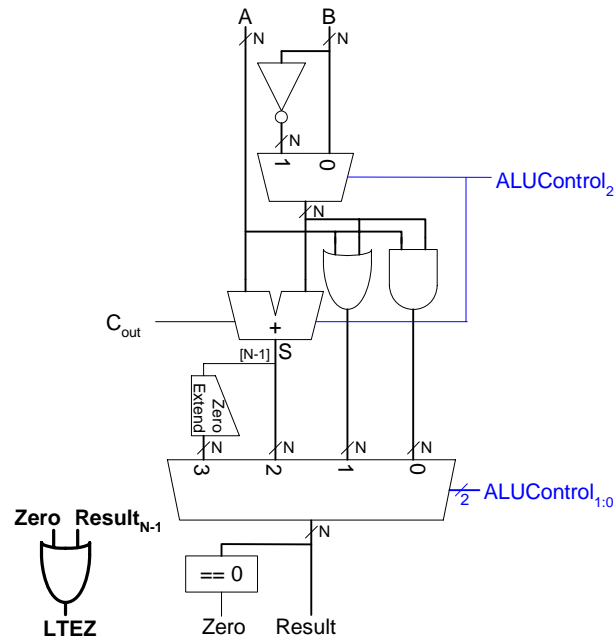 A B
N N
N
1 0
ALUControl2
N
Cout
+
[N-1] S
Zero
Extend
N N N N
3 2 1 0
2 ALUControl1:0
N
Zero ResultN-1
== 0
LTEZ
Zero Result